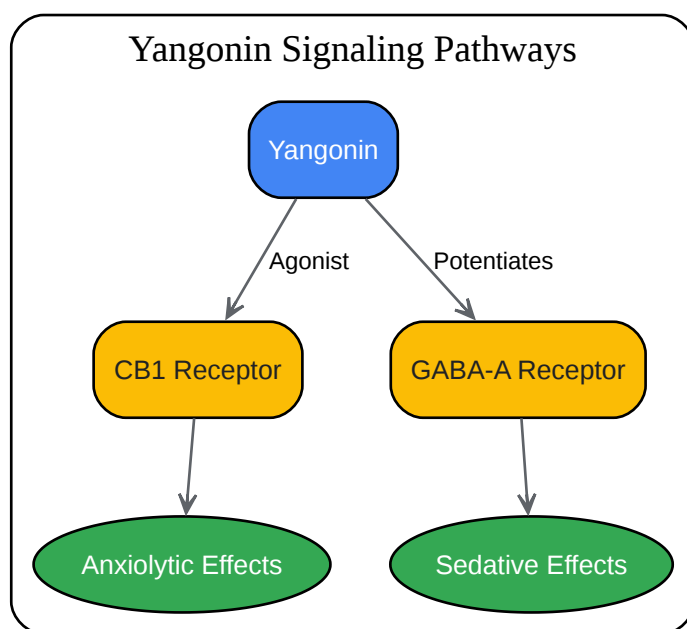 Yangonin Signaling Pathways
Yangonin
Agonist
Potentiates
CB1 Receptor
GABA-A Receptor
Anxiolytic Effects
Sedative Effects